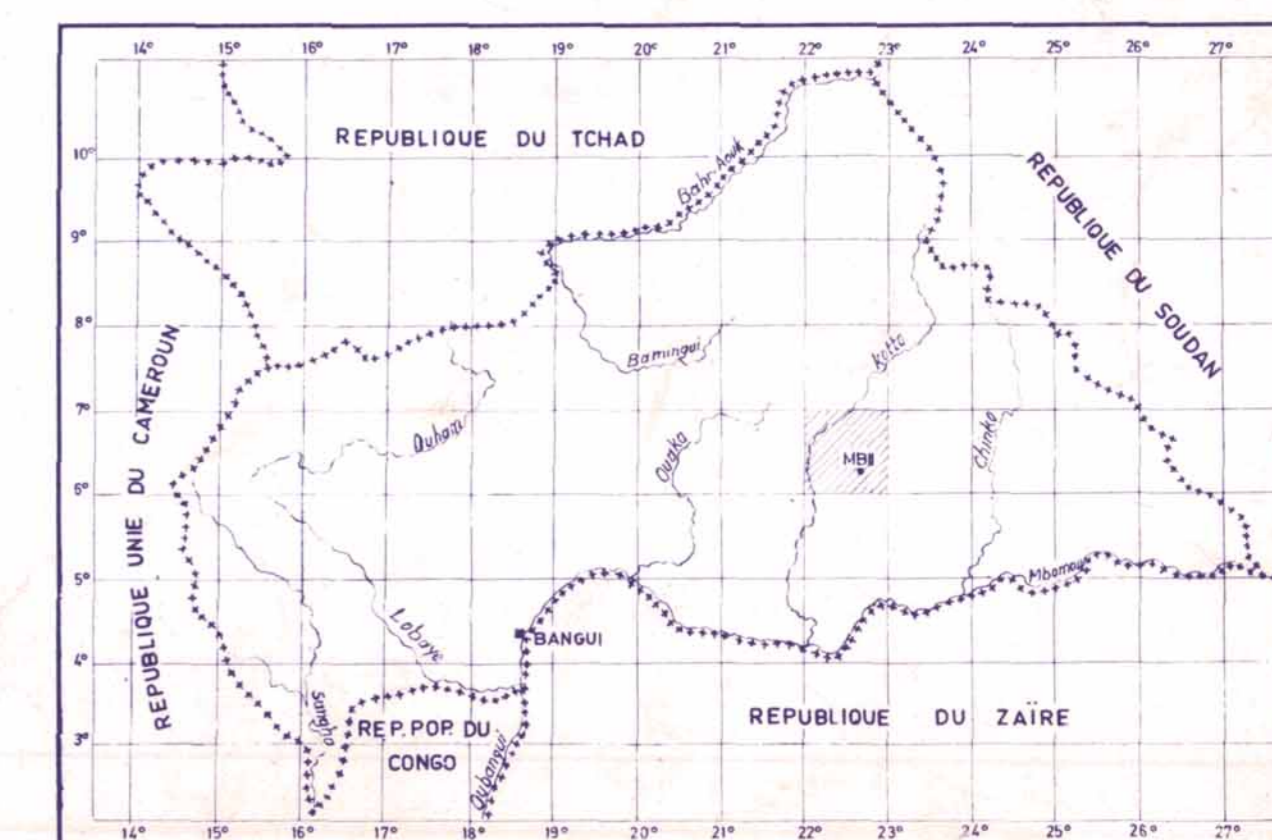 14° 15° 16° 17° 18° 19° 20° 21° 22° 23° 24° 25° 26° 27°
REPUBLIQUE DU TCHAD
10°
Bahr-Aouk
REPUBLIQUE DU SOUDAN
9°
8°
REPUBLIQUE UNIE DU CAMEROUN
Bamingui
Kotto
7°
Ouham
Ouaka
MBII
Chinko
6°
5°
Mbomou
Lobaye
BANGUI
4°
Sangha
REP. POP. DU
CONGO
Oubangui
REPUBLIQUE DU ZAÏRE
3°
14° 15° 16° 17° 18° 19° 20° 21° 22° 23° 24° 25° 26° 27°